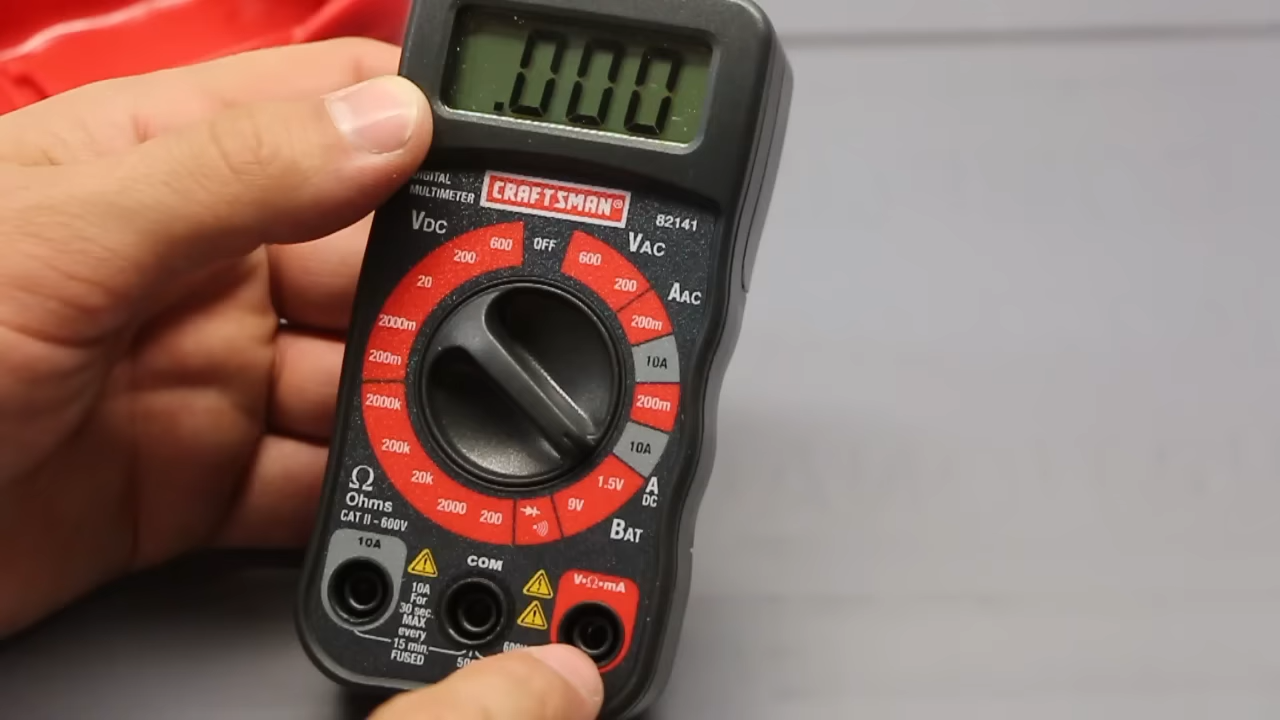 .000
DIGITAL
MULTIMETER
CRAFTSMAN®
82141
VDC
OFF
VAC
600
200
20
2000m
200m
600
200
AAC
200m
10A
200m
10A
A
DC
2000k
200k
20k
2000
200
9V
1.5V
BAT
Ω
Ohms
CAT II - 600V
10A
COM
V•Ω•mA
10A
For
30 sec.
MAX
every
15 min.
FUSED